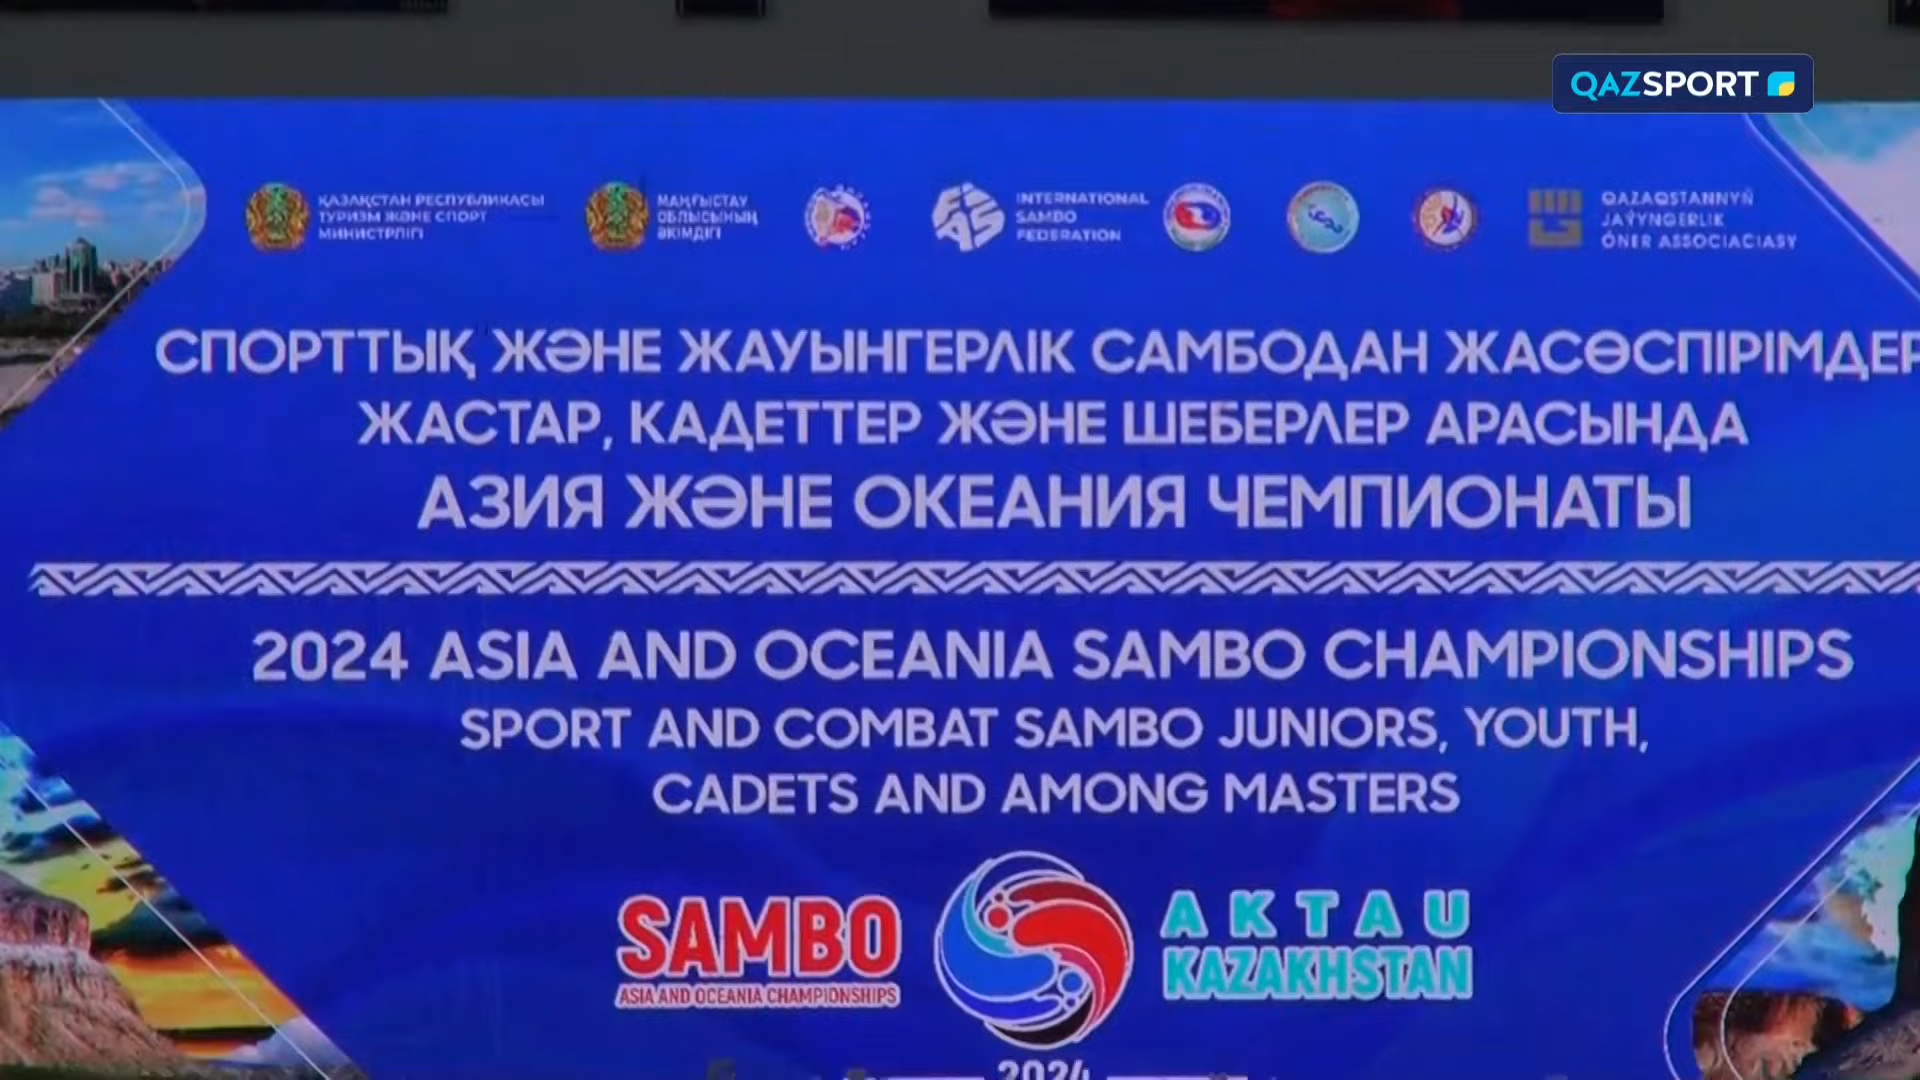 QAZSPORT
ҚАЗАҚСТАН РЕСПУБЛИКАСЫ
ТУРИЗМ ЖӘНЕ СПОРТ
МИНИСТРЛІГІ
МАҢҒЫСТАУ
ОБЛЫСЫНЫҢ
ӘКІМДІГІ
FIAS
INTERNATIONAL
SAMBO
FEDERATION
QAZAQSTANNYŃ
JAÝYNGERLIK
ÓNER ASSOCIACIASY
СПОРТТЫҚ ЖӘНЕ ЖАУЫНГЕРЛІК САМБОДАН ЖАСӨСПІРІМДЕР
ЖАСТАР, КАДЕТТЕР ЖӘНЕ ШЕБЕРЛЕР АРАСЫНДА
АЗИЯ ЖӘНЕ ОКЕАНИЯ ЧЕМПИОНАТЫ
2024 ASIA AND OCEANIA SAMBO CHAMPIONSHIPS
SPORT AND COMBAT SAMBO JUNIORS, YOUTH,
CADETS AND AMONG MASTERS
SAMBO
ASIA AND OCEANIA CHAMPIONSHIPS
AKTAU
KAZAKHSTAN
2024